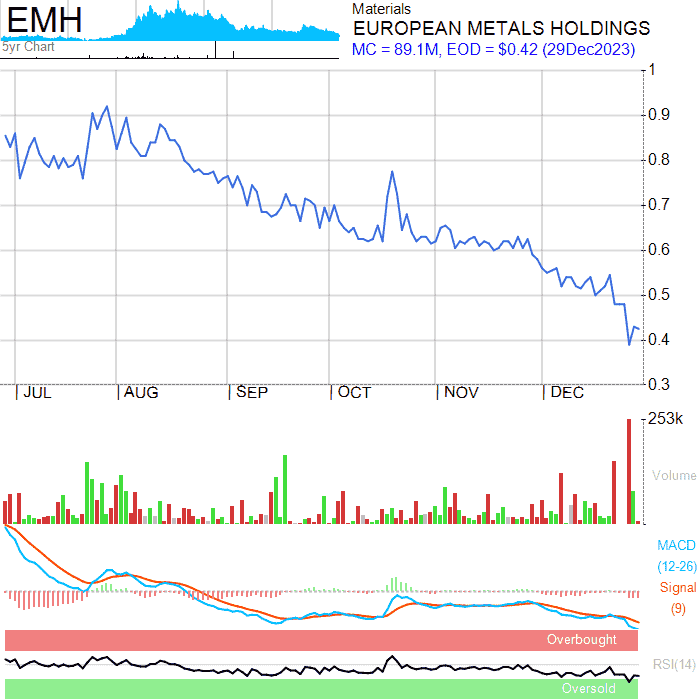 EMH
5yr Chart
Materials
EUROPEAN METALS HOLDINGS
MC = 89.1M, EOD = $0.42 (29Dec2023)
1
0.9
0.8
0.7
0.6
0.5
0.4
0.3
JUL AUG SEP OCT NOV DEC
253k
Volume
MACD
(12-26)
Signal
(9)
Overbought
RSI(14)
Oversold